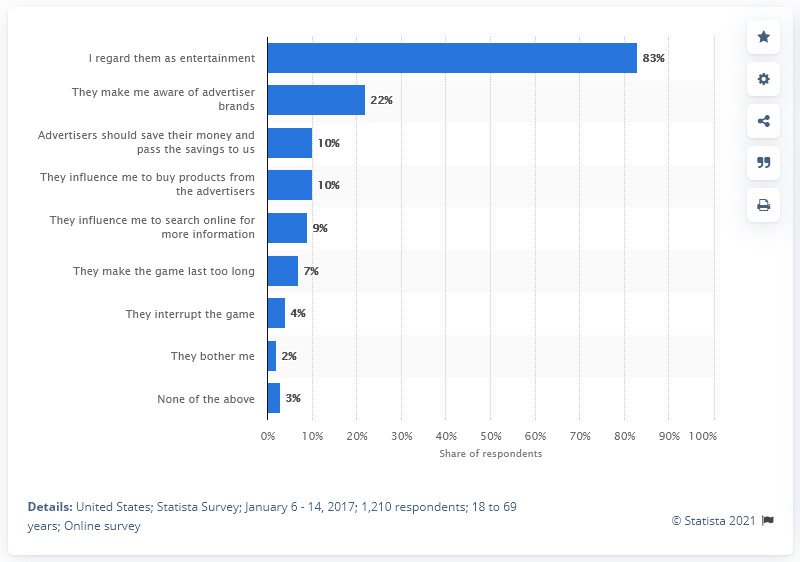 I regard them as entertainment
83%
They make me aware of advertiser
brands
22%
Advertisers should save their money and
pass the savings to us
10%
They influence me to buy products from
the advertisers
10%
They influence me to search online for
more information
9%
They make the game last too long
7%
They interrupt the game
4%
They bother me
2%
None of the above
3%
0% 10% 20% 30% 40% 50% 60% 70% 80% 90% 100%
Share of respondents
Details: United States; Statista Survey; January 6 - 14, 2017; 1,210 respondents; 18 to 69
years; Online survey
© Statista 2021